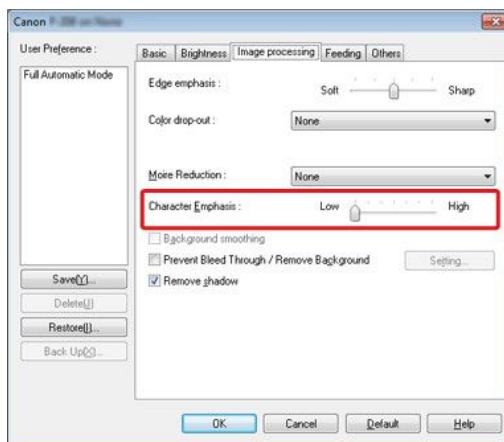 Canon
User Preference :
Full Automatic Mode
Save(Y)...
Delete(J)
Restore(I)...
Back Up(X)...
Basic Brightness Image processing Feeding Others
Edge emphasis : Soft Sharp
Color drop-out : None
Moire Reduction : None
Character Emphasis : Low High
Background smoothing
Prevent Bleed Through / Remove Background Setting...
Remove shadow
OK Cancel Default Help